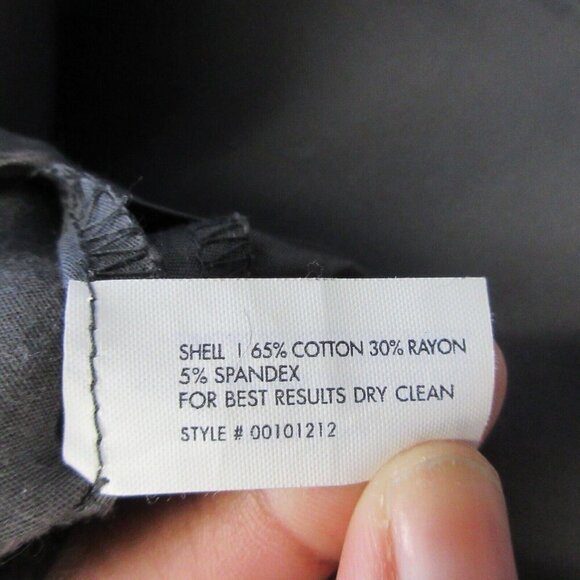 SHELL | 65% COTTON 30% RAYON
5% SPANDEX
FOR BEST RESULTS DRY CLEAN
STYLE # 00101212